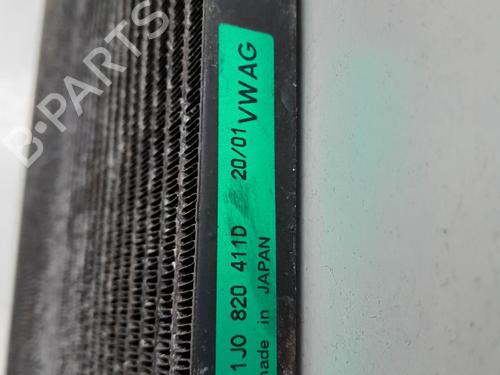 1J0 820 411D 20/01 VWAG
made in JAPAN
B-PARTS